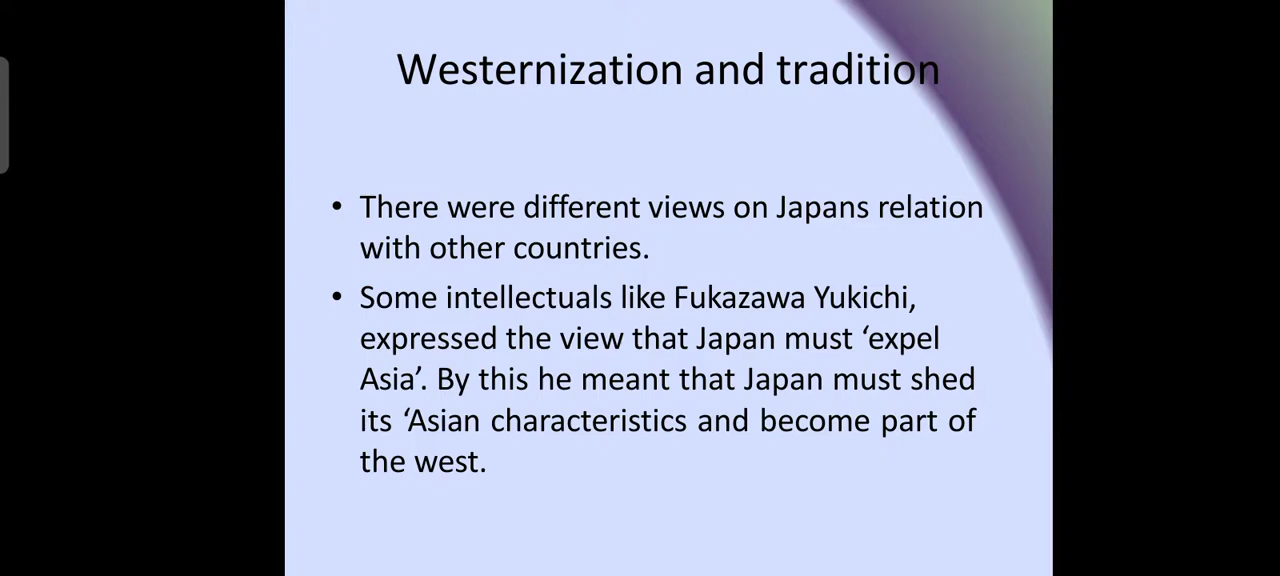 Westernization and tradition
• There were different views on Japans relation
with other countries.
• Some intellectuals like Fukazawa Yukichi,
expressed the view that Japan must ‘expel
Asia’. By this he meant that Japan must shed
its ‘Asian characteristics and become part of
the west.